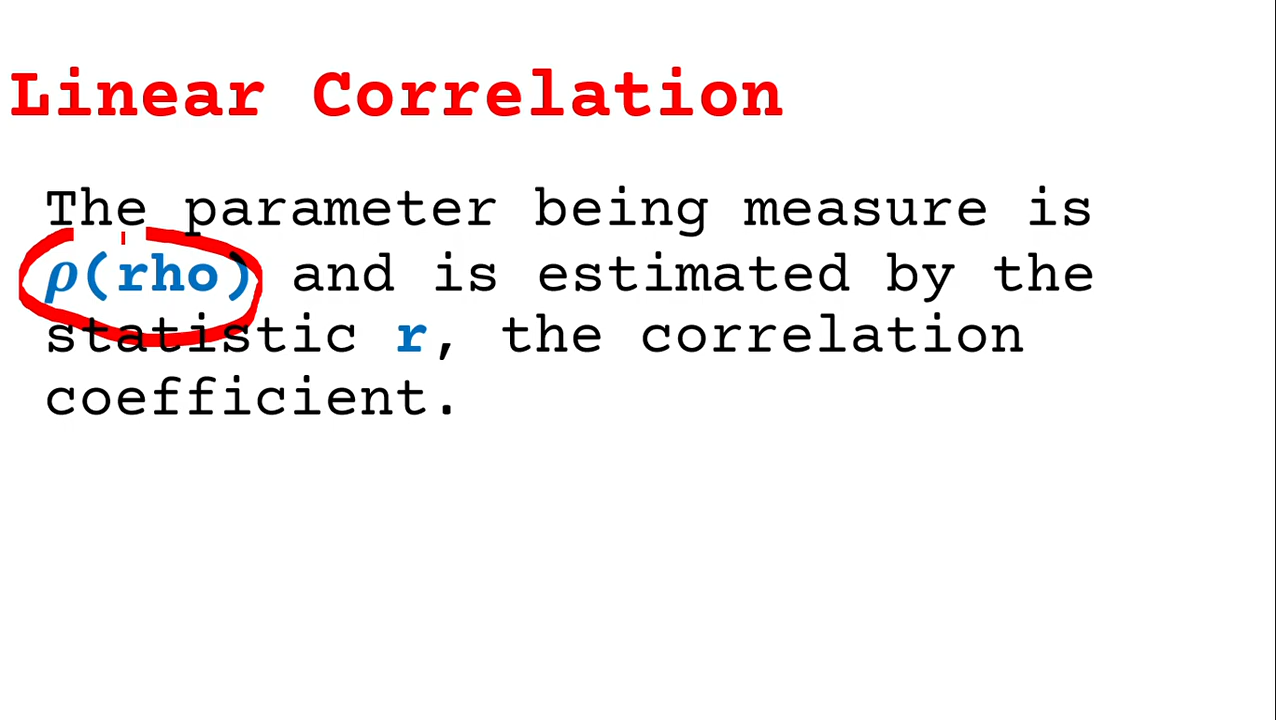 Linear Correlation
The parameter being measure is
ρ(rho) and is estimated by the
statistic r, the correlation
coefficient.